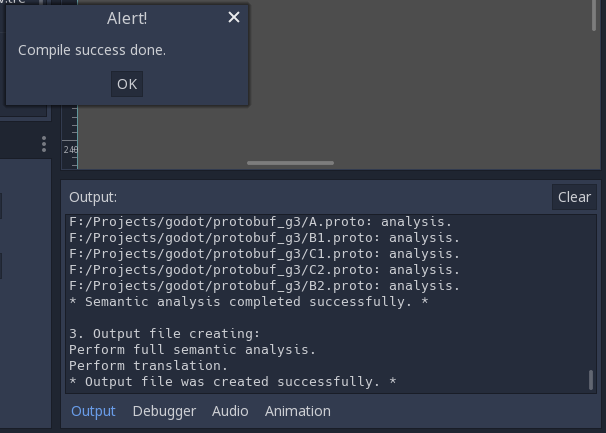 Alert!
Compile success done.
OK
Output:
Clear
F:/Projects/godot/protobuf_g3/A.proto: analysis.
F:/Projects/godot/protobuf_g3/B1.proto: analysis.
F:/Projects/godot/protobuf_g3/C1.proto: analysis.
F:/Projects/godot/protobuf_g3/C2.proto: analysis.
F:/Projects/godot/protobuf_g3/B2.proto: analysis.
* Semantic analysis completed successfully. *
3. Output file creating:
Perform full semantic analysis.
Perform translation.
* Output file was created successfully. *
Output Debugger Audio Animation